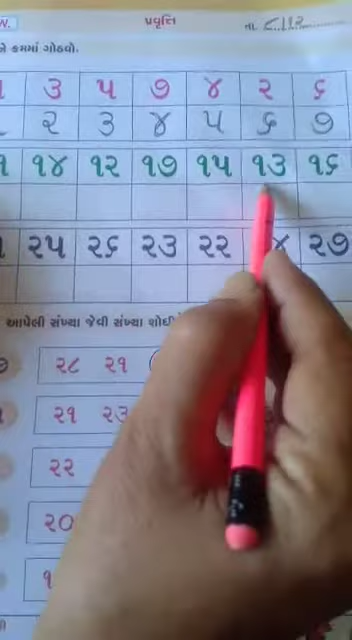 પ્રવૃત્તિ
તા. ૮/૧૨
કમમાં ગોઠવો.
૩ ૫ ૭ ૪ ૨ ૬
૨ ૩ ૪ ૫ ૬ ૭
૧૪ ૧૨ ૧૭ ૧૫ ૧૩ ૧૬
૨૫ ૨૬ ૨૩ ૨૨ ૨૭
આપેલી સંખ્યા જેવી સંખ્યા
૨૮ ૨૧
૨૧ ૨૩
૨૨
૨૦